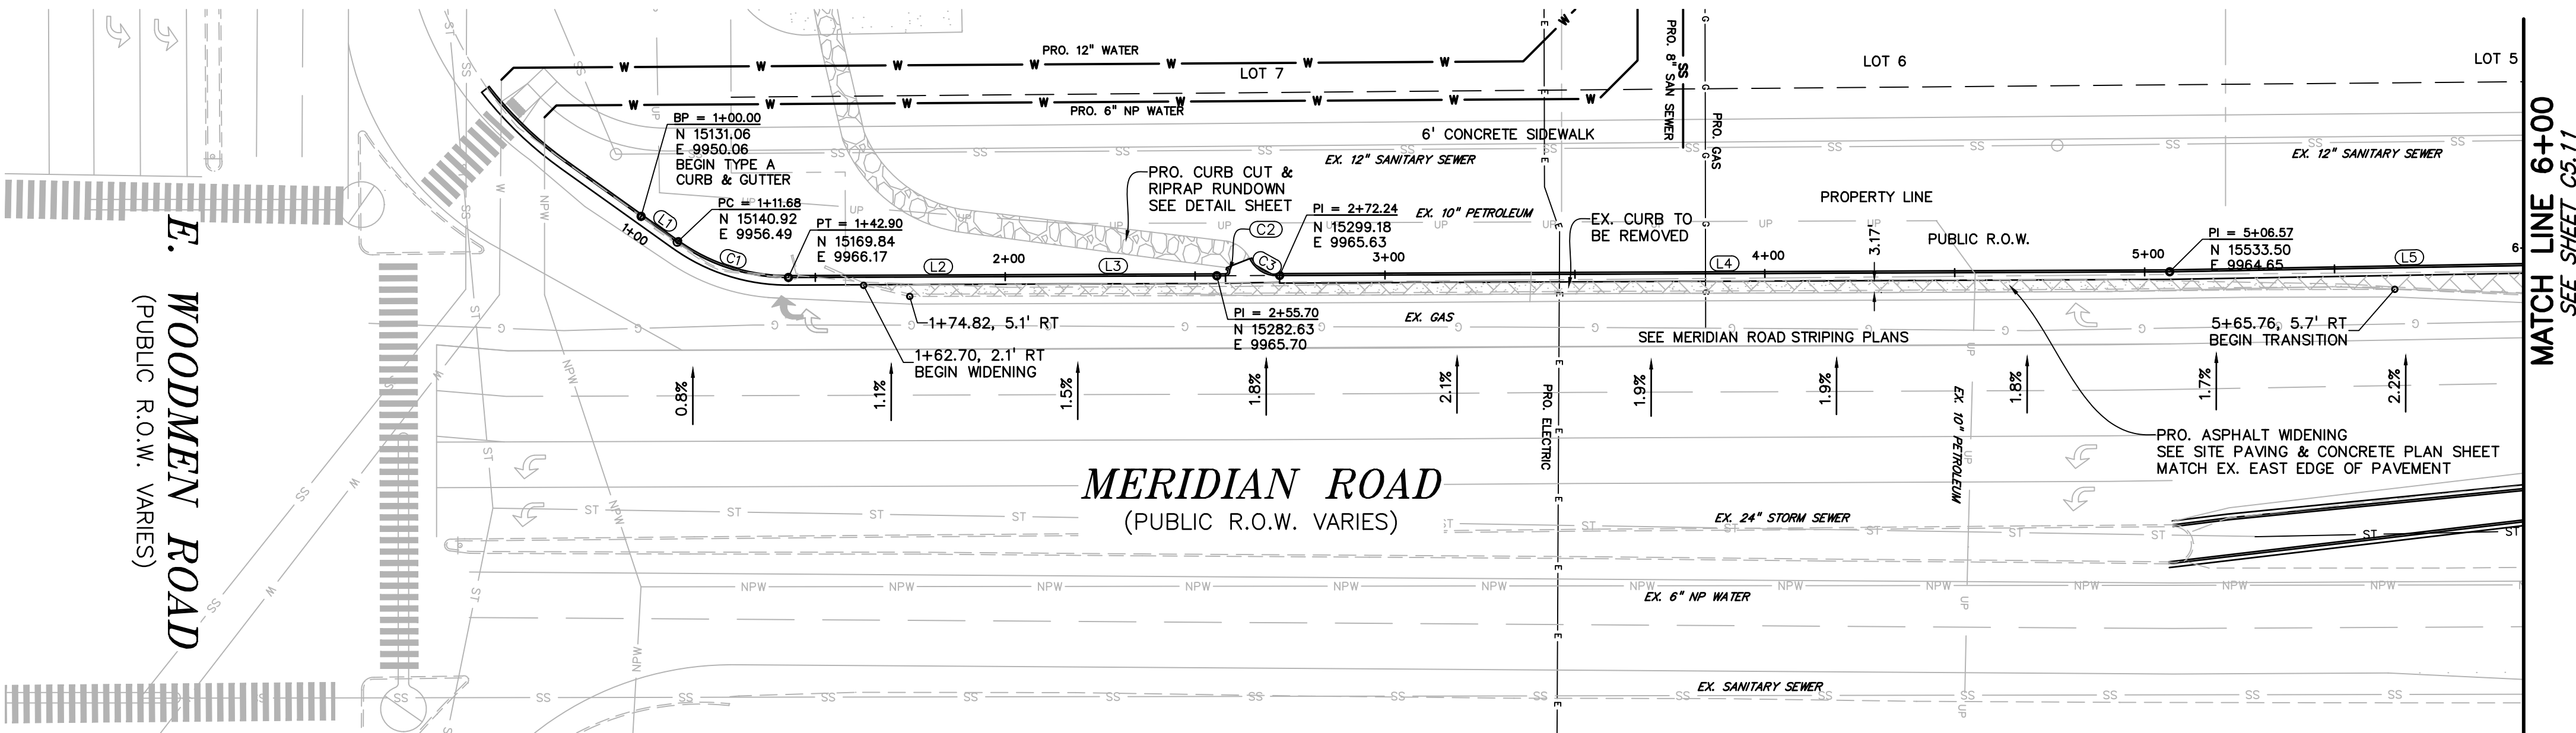 PRO. 12" WATER
LOT 7
PRO. 6" NP WATER
PRO. 8" SAN SEWER
SS
PRO. GAS
LOT 6
LOT 5
BP = 1+00.00
N 15131.06
E 9950.06
BEGIN TYPE A
CURB & GUTTER
PC = 1+11.68
N 15140.92
E 9956.49
PT = 1+42.90
N 15169.84
E 9966.17
L1
1+00
C1
L2
2+00
L3
PRO. CURB CUT &
RIPRAP RUNDOWN
SEE DETAIL SHEET
6' CONCRETE SIDEWALK
EX. 12" SANITARY SEWER
C2
C3
PI = 2+72.24
N 15299.18
E 9965.63
3+00
EX. 10" PETROLEUM
EX. CURB TO
BE REMOVED
PROPERTY LINE
L4
4+00
3.17'
PUBLIC R.O.W.
5+00
EX. 12" SANITARY SEWER
PI = 5+06.57
N 15533.50
E 9964.65
L5
6
MATCH LINE 6+00
SEE SHEET C5.11
1+74.82, 5.1' RT
1+62.70, 2.1' RT
BEGIN WIDENING
PI = 2+55.70
N 15282.63
E 9965.70
EX. GAS
SEE MERIDIAN ROAD STRIPING PLANS
5+65.76, 5.7' RT
BEGIN TRANSITION
0.8%
1.1%
1.5%
1.8%
2.1%
1.9%
1.9%
1.8%
1.7%
2.2%
PRO. ELECTRIC
EX. 10" PETROLEUM
PRO. ASPHALT WIDENING
SEE SITE PAVING & CONCRETE PLAN SHEET
MATCH EX. EAST EDGE OF PAVEMENT
E. WOODMEN ROAD
(PUBLIC R.O.W. VARIES)
MERIDIAN ROAD
(PUBLIC R.O.W. VARIES)
EX. 24" STORM SEWER
EX. 6" NP WATER
EX. SANITARY SEWER